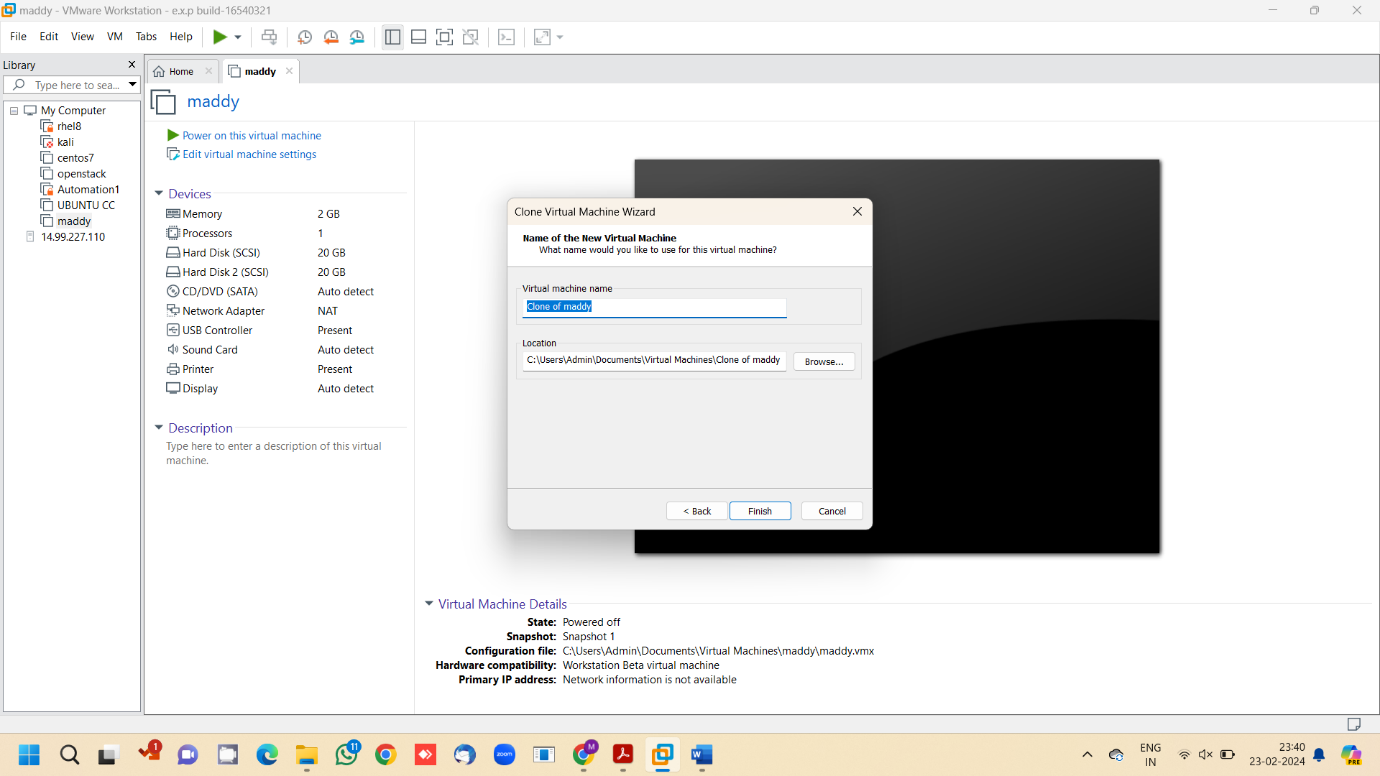 maddy - VMware Workstation - e.x.p build-16540321
File Edit View VM Tabs Help
Library
Type here to sea...
My Computer
rhel8
kali
centos7
openstack
Automation1
UBUNTU CC
maddy
14.99.227.110
Home
maddy
maddy
Power on this virtual machine
Edit virtual machine settings
Devices
Memory 2 GB
Processors 1
Hard Disk (SCSI) 20 GB
Hard Disk 2 (SCSI) 20 GB
CD/DVD (SATA) Auto detect
Network Adapter NAT
USB Controller Present
Sound Card Auto detect
Printer Present
Display Auto detect
Description
Type here to enter a description of this virtual
machine.
Clone Virtual Machine Wizard
Name of the New Virtual Machine
What name would you like to use for this virtual machine?
Virtual machine name
Clone of maddy
Location
C:\Users\Admin\Documents\Virtual Machines\Clone of maddy
Browse...
< Back
Finish
Cancel
Virtual Machine Details
State: Powered off
Snapshot: Snapshot 1
Configuration file: C:\Users\Admin\Documents\Virtual Machines\maddy\maddy.vmx
Hardware compatibility: Workstation Beta virtual machine
Primary IP address: Network information is not available
1
11
zoom
M
W
ENG
IN
23:40
23-02-2024
PRE